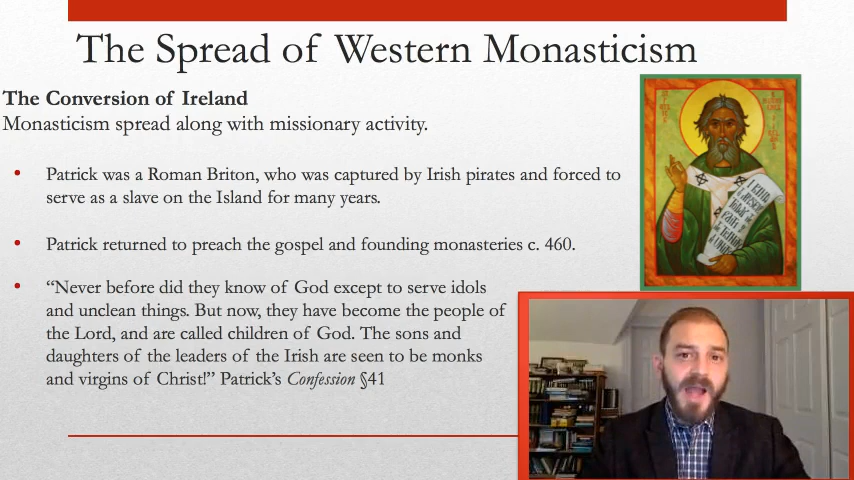 The Spread of Western Monasticism
The Conversion of Ireland
Monasticism spread along with missionary activity.
• Patrick was a Roman Briton, who was captured by Irish pirates and forced to
serve as a slave on the Island for many years.
• Patrick returned to preach the gospel and founding monasteries c. 460.
• “Never before did they know of God except to serve idols
and unclean things. But now, they have become the people of
the Lord, and are called children of God. The sons and
daughters of the leaders of the Irish are seen to be monks
and virgins of Christ!” Patrick’s Confession §41